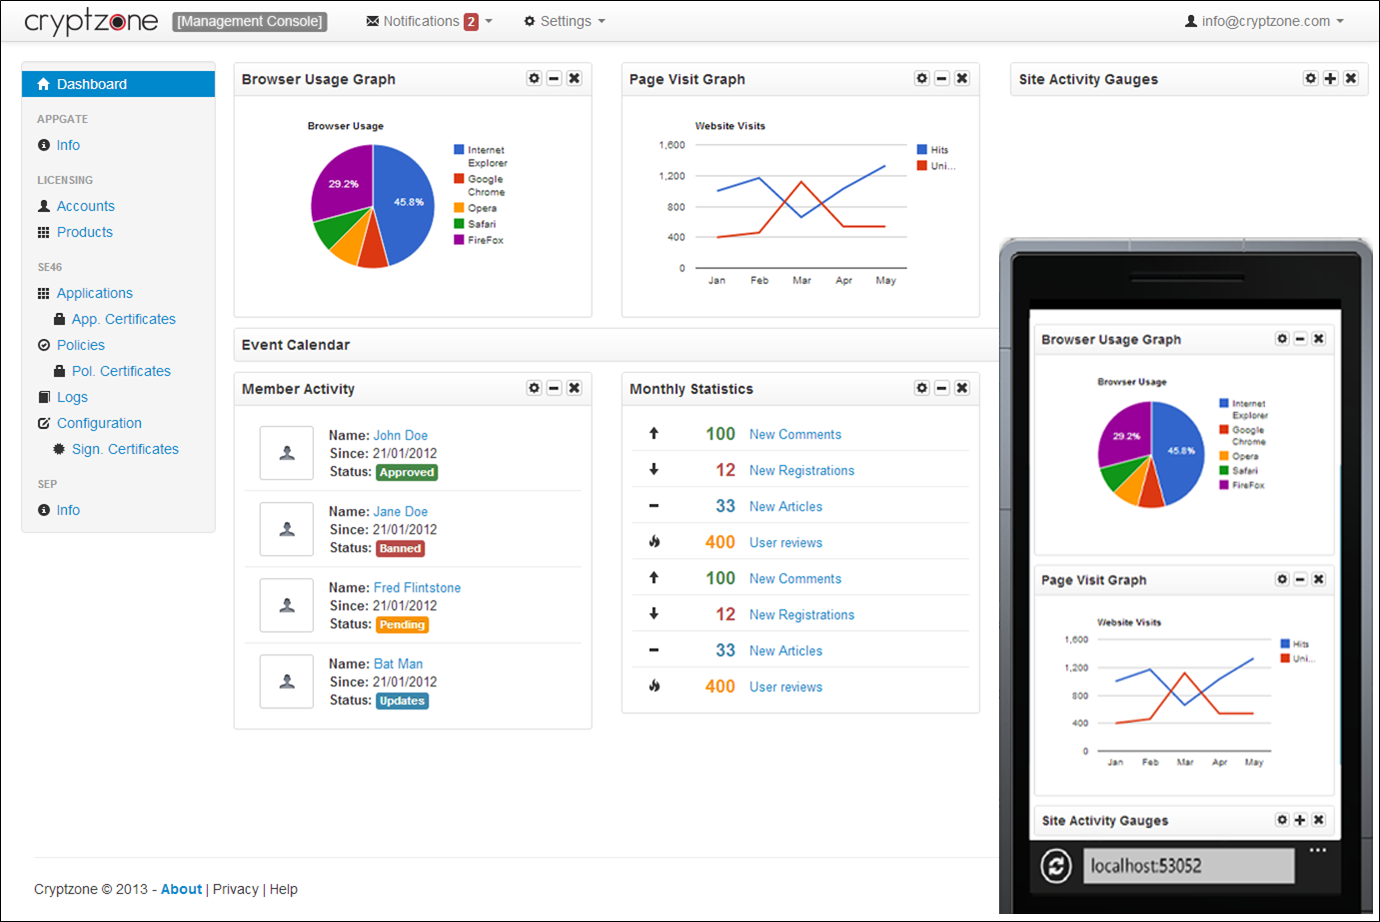 cryptzone [Management Console] Notifications 2 Settings info@cryptzone.com
Dashboard
APPGATE
Info
LICENSING
Accounts
Products
SE46
Applications
App. Certificates
Policies
Pol. Certificates
Logs
Configuration
Sign. Certificates
SEP
Info
Browser Usage Graph
Browser Usage
29.2%
45.8%
Internet
Explorer
Google
Chrome
Opera
Safari
FireFox
Page Visit Graph
Website Visits
1,600
1,200
800
400
0
Jan Feb Mar Apr May
Hits
Uni...
Site Activity Gauges
Event Calendar
Member Activity
Name: John Doe
Since: 21/01/2012
Status: Approved
Name: Jane Doe
Since: 21/01/2012
Status: Banned
Name: Fred Flintstone
Since: 21/01/2012
Status: Pending
Name: Bat Man
Since: 21/01/2012
Status: Updates
Monthly Statistics
100 New Comments
12 New Registrations
33 New Articles
400 User reviews
100 New Comments
12 New Registrations
33 New Articles
400 User reviews
Browser Usage Graph
Browser Usage
29.2%
45.8%
Internet
Explorer
Google
Chrome
Opera
Safari
FireFox
Page Visit Graph
Website Visits
1,600
1,200
800
400
0
Jan Feb Mar Apr May
Hits
Uni...
Site Activity Gauges
localhost:53052
Cryptzone © 2013 - About | Privacy | Help